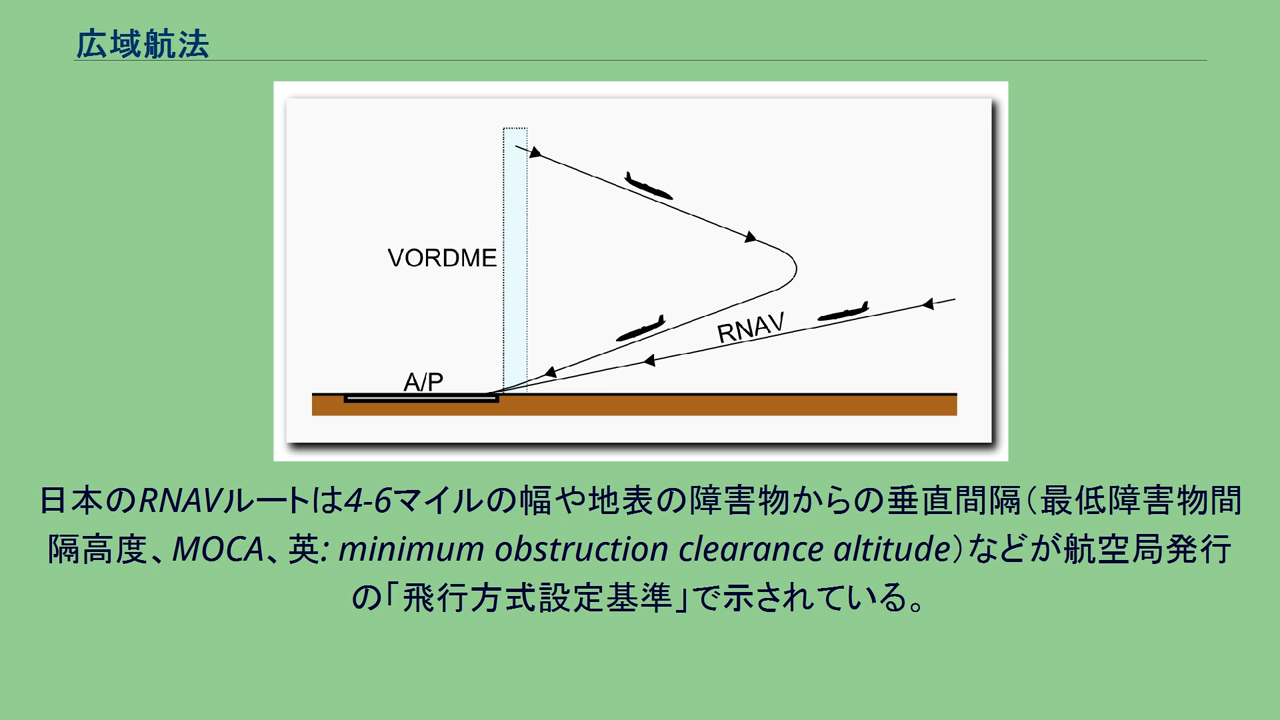 広域航法
VORDME
RNAV
A/P
日本のRNAVルートは4-6マイルの幅や地表の障害物からの垂直間隔（最低障害物間
隔高度、MOCA、英: minimum obstruction clearance altitude）などが航空局発行
の「飛行方式設定基準」で示されている。